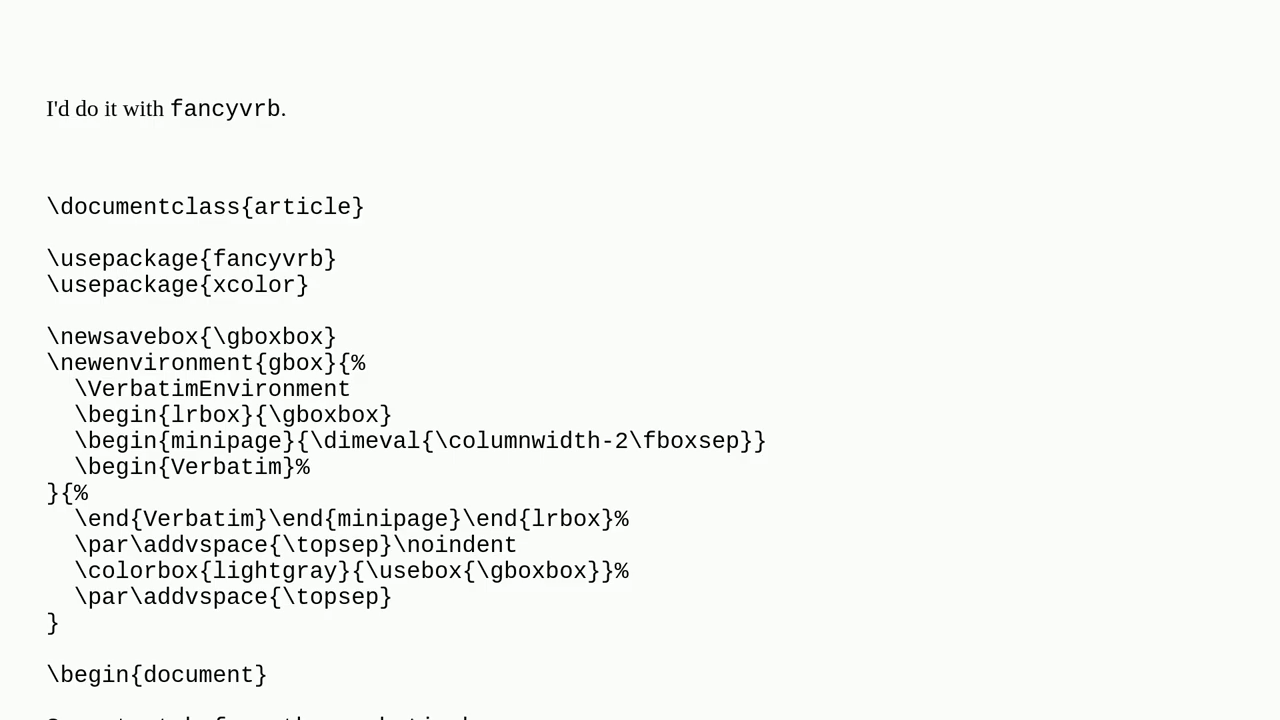 I'd do it with fancyvrb.
\documentclass{article}
\usepackage{fancyvrb}
\usepackage{xcolor}
\newsavebox{\gboxbox}
\newenvironment{gbox}{%
  \VerbatimEnvironment
  \begin{lrbox}{\gboxbox}
  \begin{minipage}{\dimeval{\columnwidth-2\fboxsep}}
  \begin{Verbatim}%
}{%
  \end{Verbatim}\end{minipage}\end{lrbox}%
  \par\addvspace{\topsep}\noindent
  \colorbox{lightgray}{\usebox{\gboxbox}}%
  \par\addvspace{\topsep}
}
\begin{document}